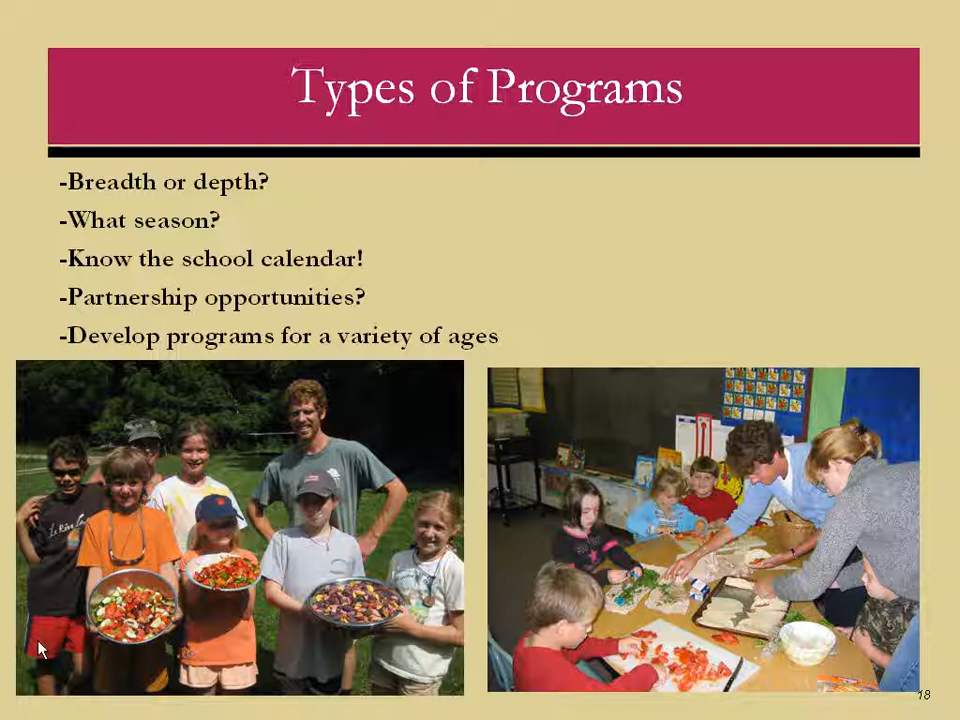 Types of Programs
-Breadth or depth?
-What season?
-Know the school calendar!
-Partnership opportunities?
-Develop programs for a variety of ages
18